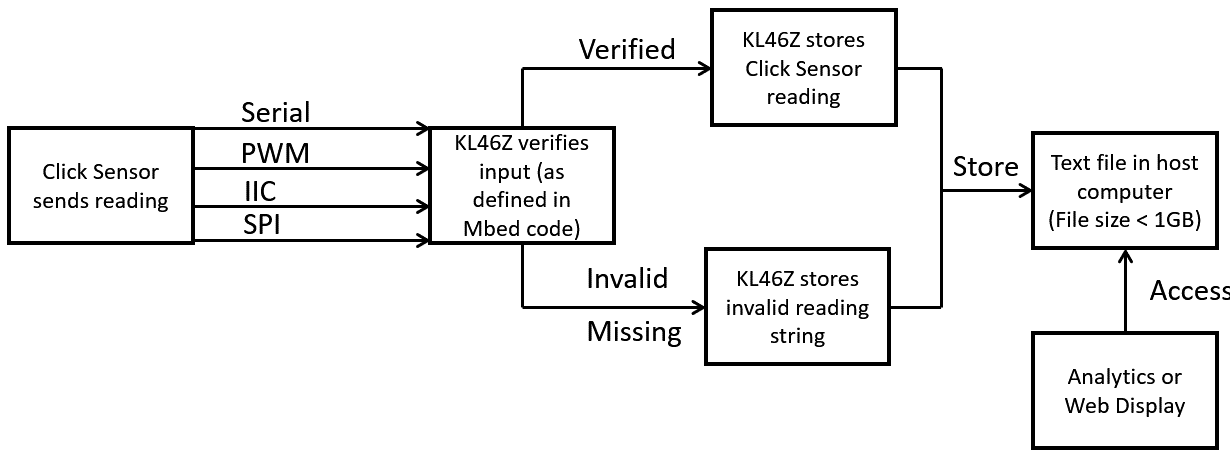 Click Sensor
sends reading
Serial
PWM
IIC
SPI
KL46Z verifies
input (as
defined in
Mbed code)
Verified
KL46Z stores
Click Sensor
reading
Invalid
Missing
KL46Z stores
invalid reading
string
Store
Text file in host
computer
(File size < 1GB)
Access
Analytics or
Web Display